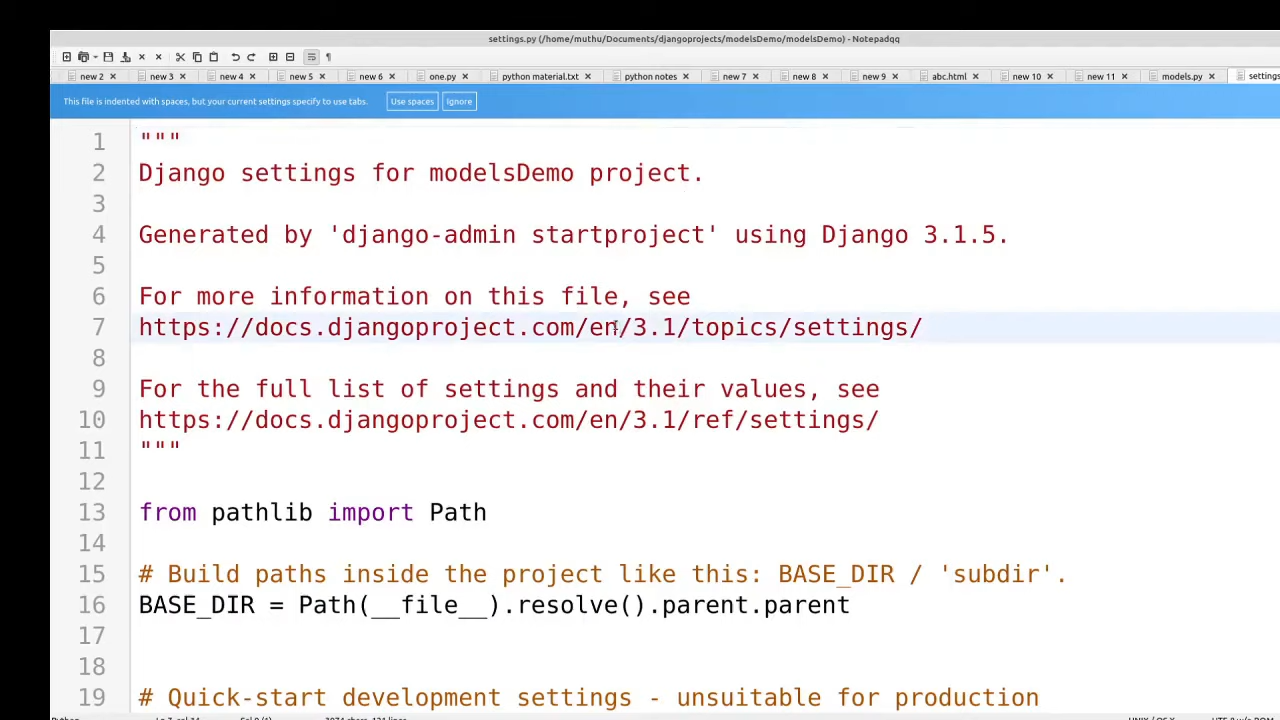 settings.py (/home/muthu/Documents/djangoprojects/modelsDemo/modelsDemo) - Notepadqq
new 2 new 3 new 4 new 5 new 6 one.py python material.txt python notes new 7 new 8 new 9 abc.html new 10 new 11 models.py settings
This file is indented with spaces, but your current settings specify to use tabs. Use spaces Ignore
1 """
2 Django settings for modelsDemo project.
3
4 Generated by 'django-admin startproject' using Django 3.1.5.
5
6 For more information on this file, see
7 https://docs.djangoproject.com/en/3.1/topics/settings/
8
9 For the full list of settings and their values, see
10 https://docs.djangoproject.com/en/3.1/ref/settings/
11 """
12
13 from pathlib import Path
14
15 # Build paths inside the project like this: BASE_DIR / 'subdir'.
16 BASE_DIR = Path(__file__).resolve().parent.parent
17
18
19 # Quick-start development settings - unsuitable for production